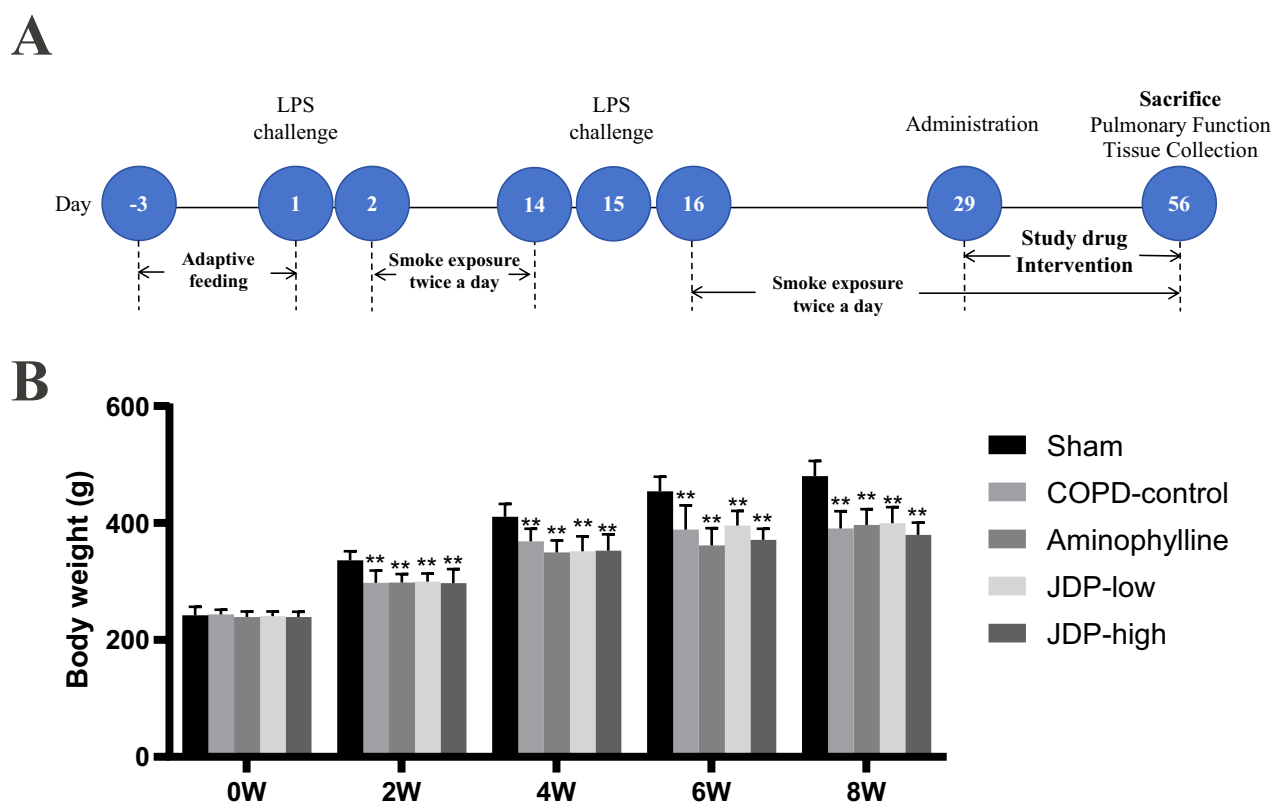 A
LPS
challenge
LPS
challenge
Administration
Sacrifice
Pulmonary Function
Tissue Collection
Day
-3
1
2
14
15
16
29
56
Adaptive
feeding
Smoke exposure
twice a day
Study drug
Intervention
Smoke exposure
twice a day
B
Body weight (g)
600
400
200
0
** ** ** **
** ** ** **
** ** ** **
** ** ** **
0W 2W 4W 6W 8W
Sham
COPD-control
Aminophylline
JDP-low
JDP-high